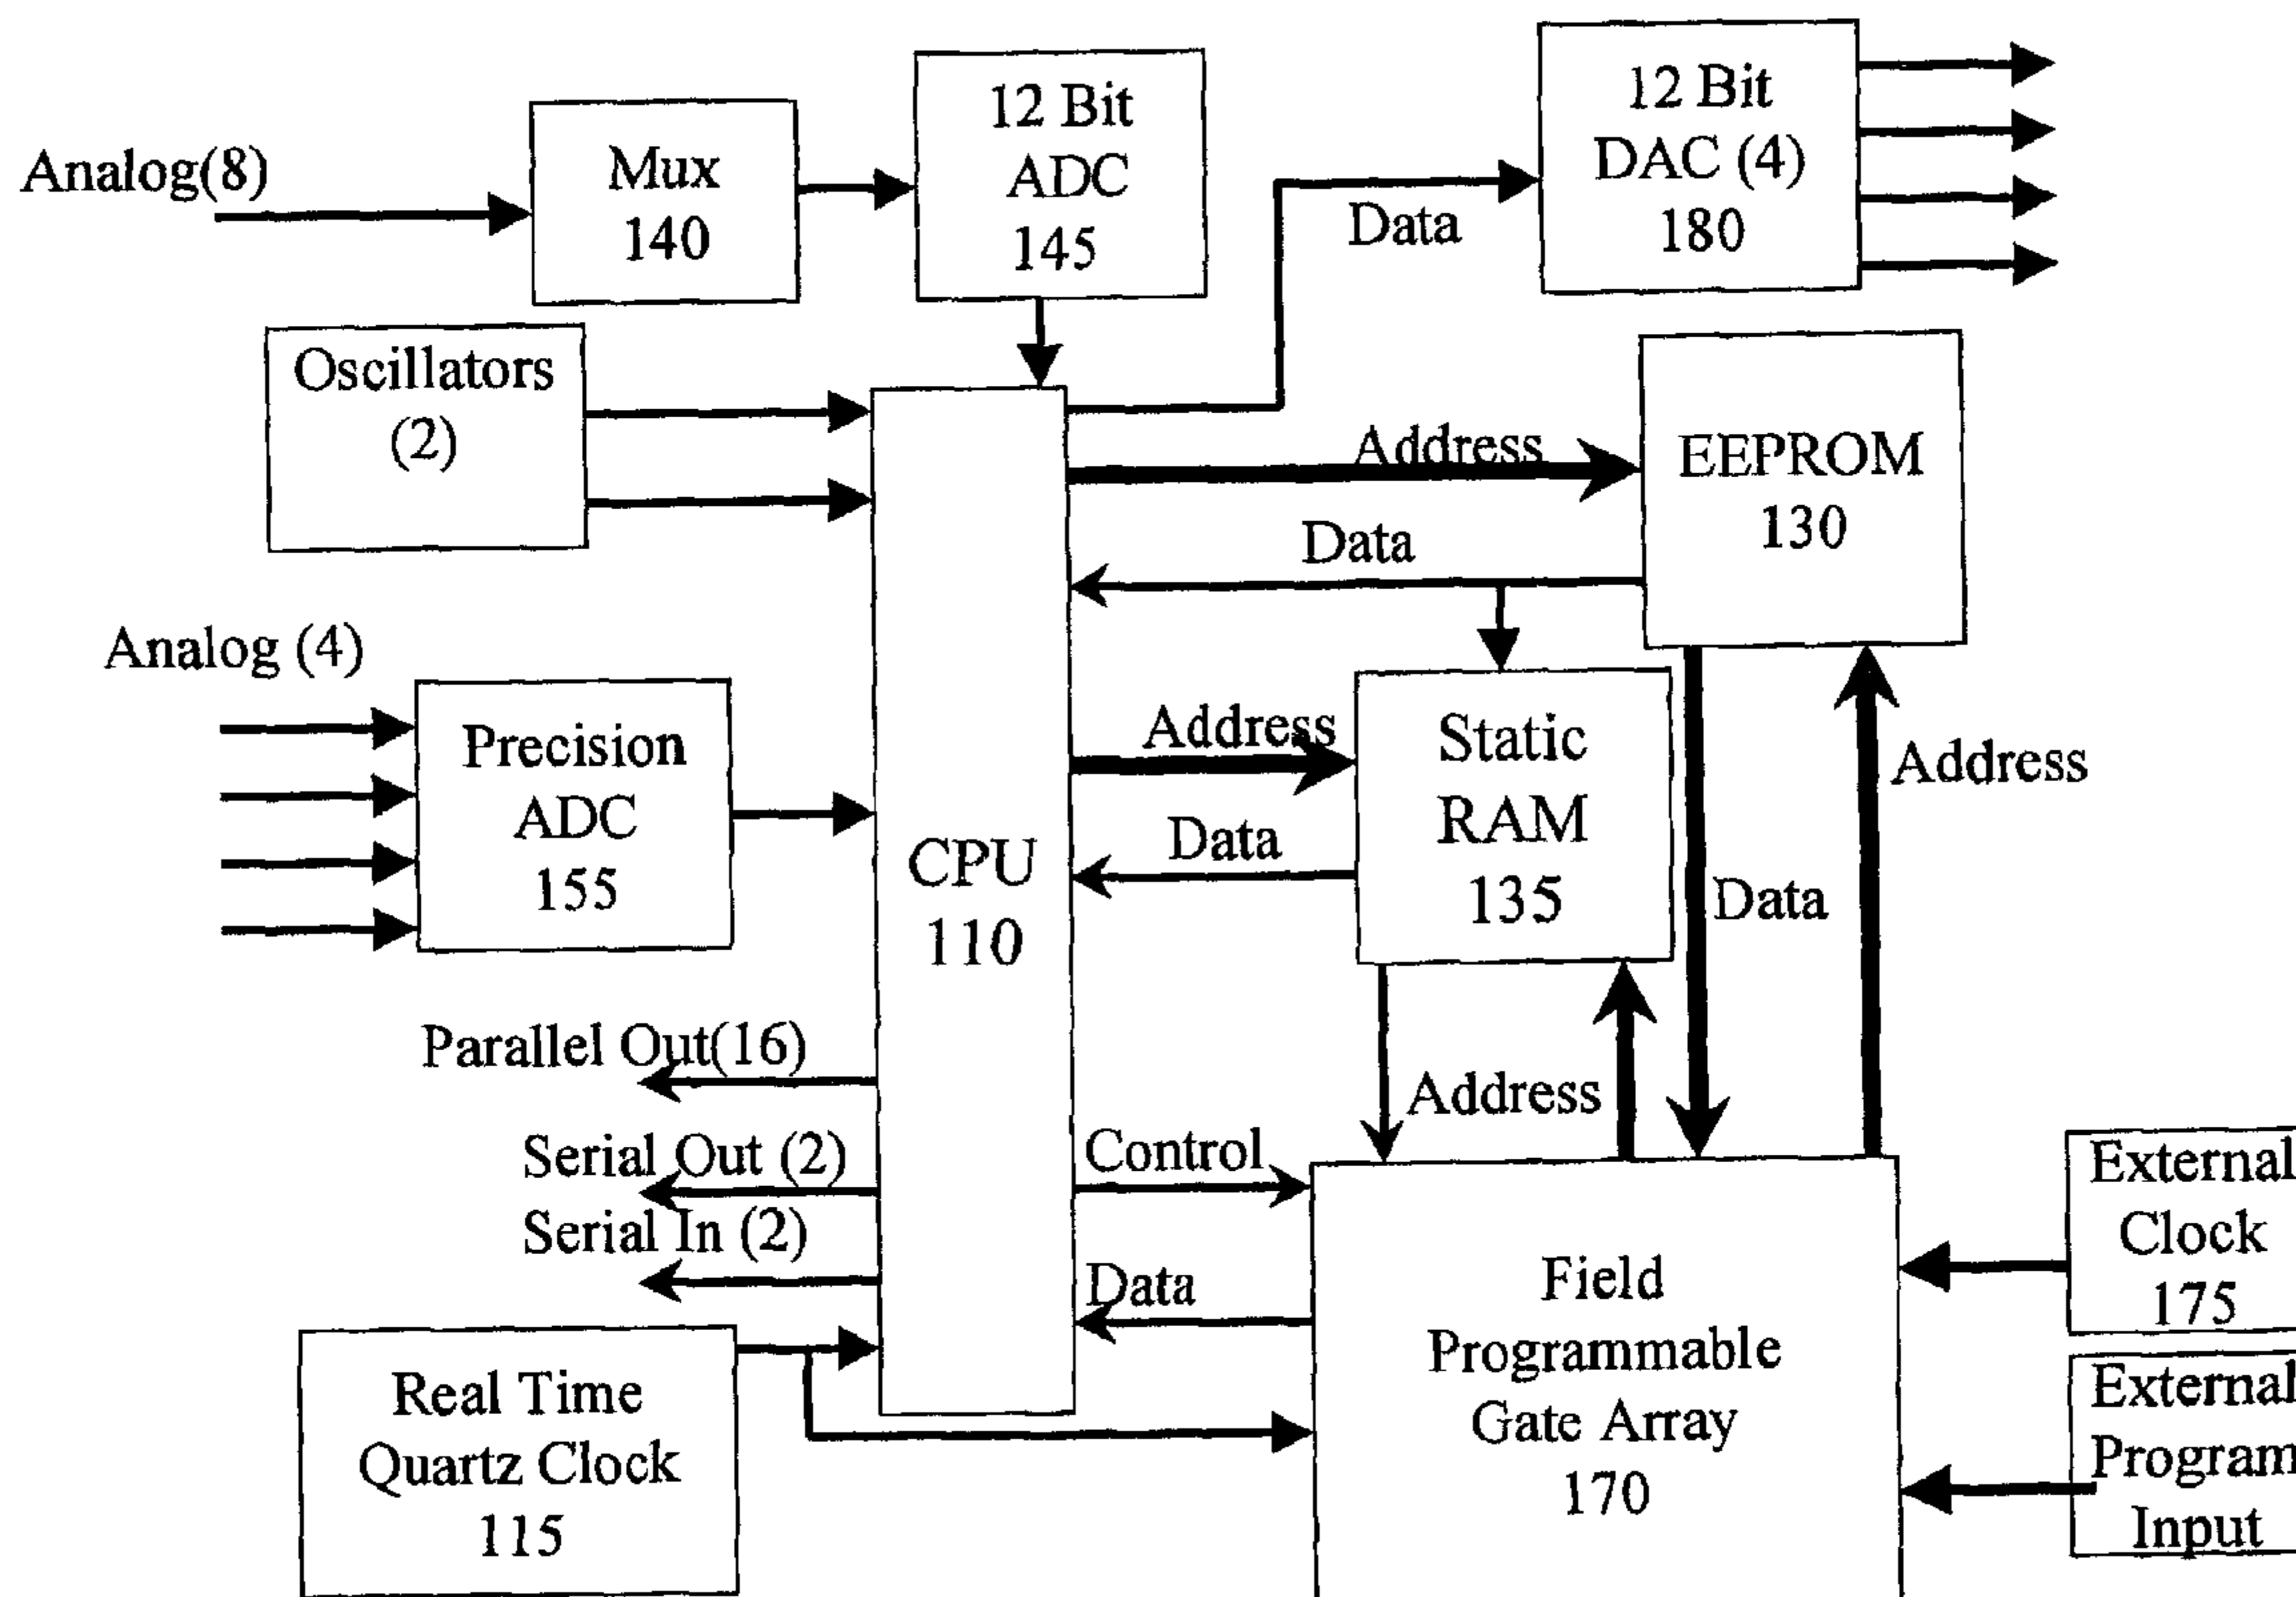 Analog(8)
Mux
140
12 Bit
ADC
145
Data
12 Bit
DAC (4)
180
Oscillators
(2)
Address
EEPROM
130
Data
Analog (4)
Precision
ADC
155
CPU
110
Address
Static
RAM
135
Data
Data
Address
Parallel Out(16)
Address
Serial Out (2)
Serial In (2)
Control
Data
Field
Programmable
Gate Array
170
External
Clock
175
External
Program
Input
Real Time
Quartz Clock
115